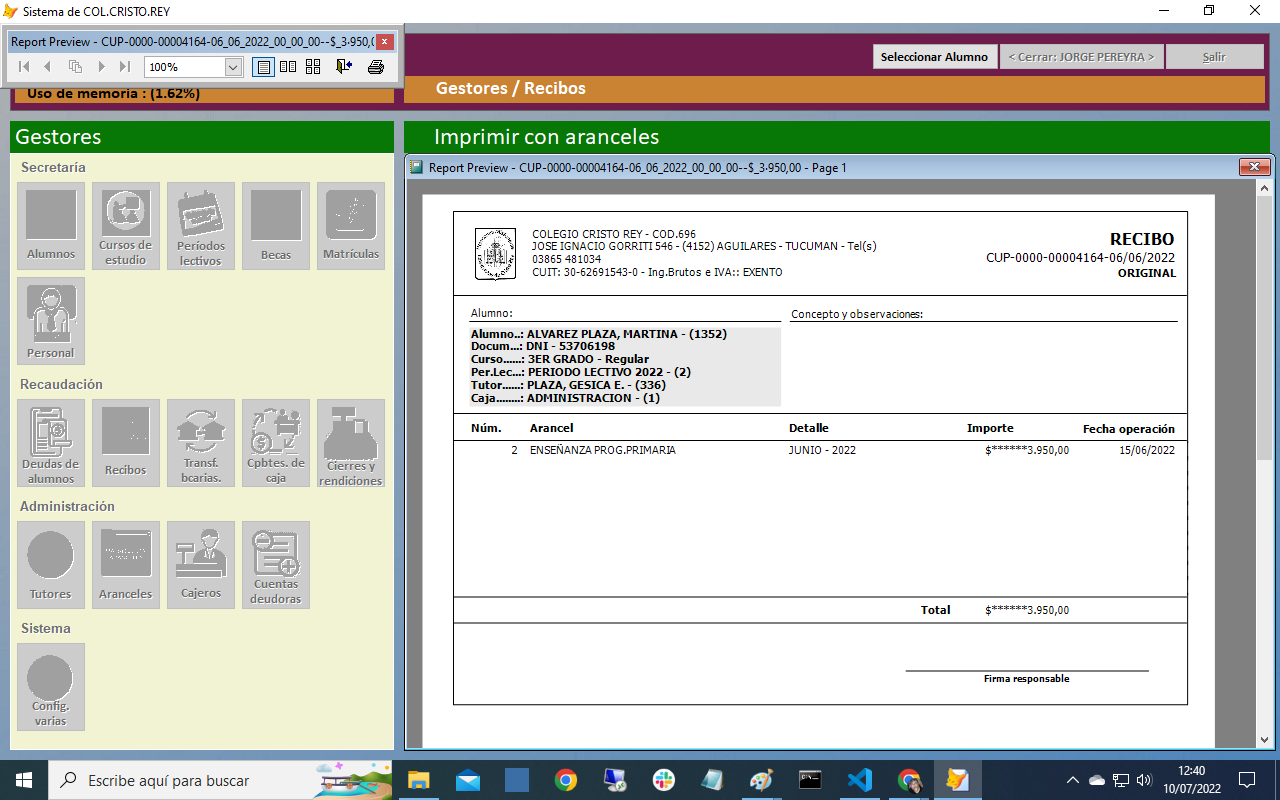 Sistema de COL.CRISTO.REY
Report Preview - CUP-0000-00004164-06_06_2022_00_00_00--$_3·950,0
100%
Uso de memoria : (1.62%)
Seleccionar Alumno
< Cerrar: JORGE PEREYRA >
Salir
Gestores / Recibos
Gestores
Secretaría
Alumnos
Cursos de
estudio
Períodos
lectivos
Becas
Matrículas
Personal
Recaudación
Deudas de
alumnos
Recibos
Transf.
bcarias.
Cpbtes. de
caja
Cierres y
rendiciones
Administración
Tutores
Aranceles
Cajeros
Cuentas
deudoras
Sistema
Config.
varias
Imprimir con aranceles
Report Preview - CUP-0000-00004164-06_06_2022_00_00_00--$_3·950,00 - Page 1
COLEGIO CRISTO REY - COD.696
JOSE IGNACIO GORRITI 546 - (4152) AGUILARES - TUCUMAN - Tel(s)
03865 481034
CUIT: 30-62691543-0 - Ing.Brutos e IVA:: EXENTO
RECIBO
CUP-0000-00004164-06/06/2022
ORIGINAL
Alumno:
Concepto y observaciones:
Alumno..: ALVAREZ PLAZA, MARTINA - (1352)
Docum...: DNI - 53706198
Curso......: 3ER GRADO - Regular
Per.Lec...: PERIODO LECTIVO 2022 - (2)
Tutor......: PLAZA, GESICA E. - (336)
Caja........: ADMINISTRACION - (1)
Núm. Arancel Detalle Importe Fecha operación
2 ENSEÑANZA PROG.PRIMARIA JUNIO - 2022 $******3.950,00 15/06/2022
Total $******3.950,00
Firma responsable
Escribe aquí para buscar
12:40
10/07/2022